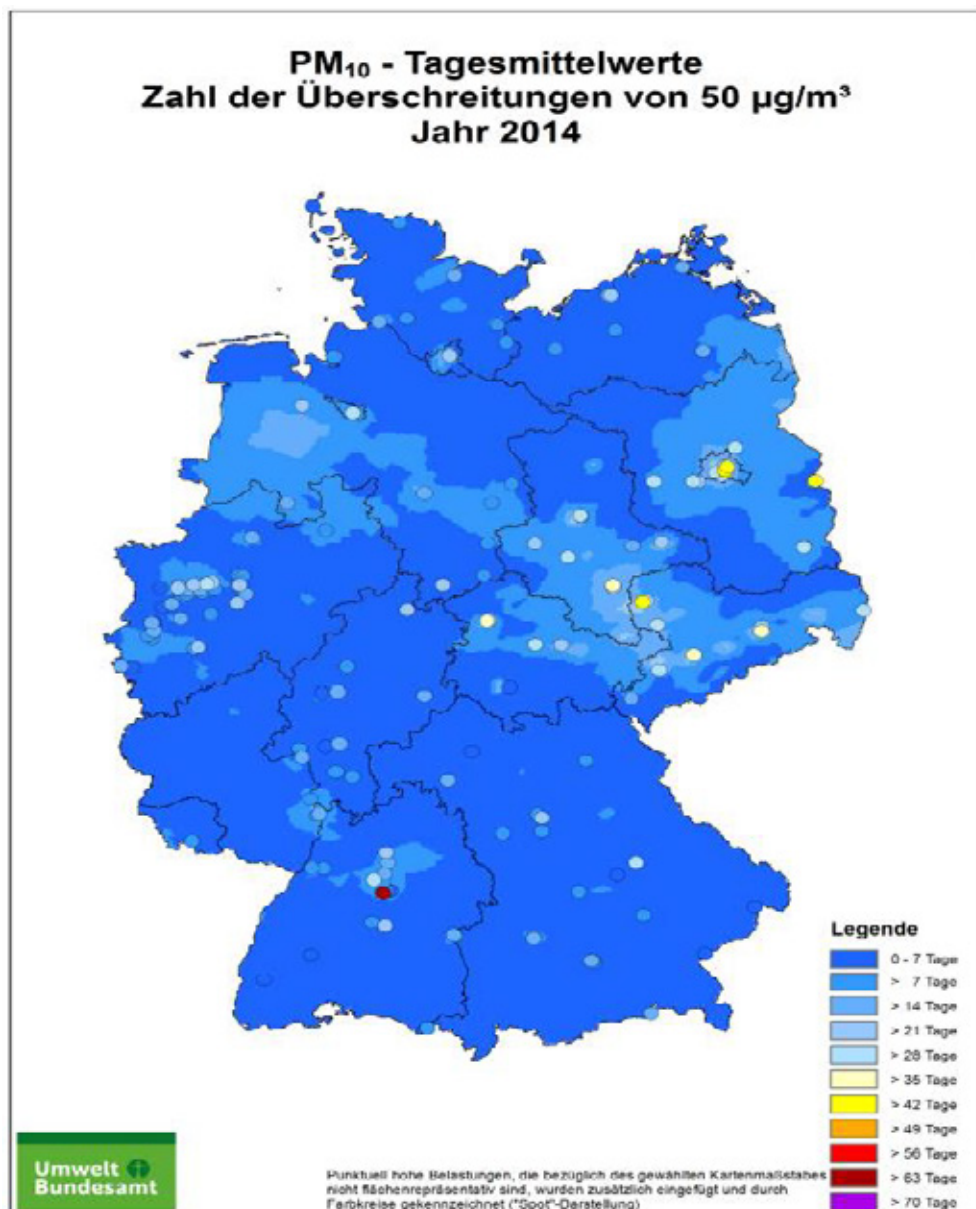 PM₁₀ - Tagesmittelwerte
Zahl der Überschreitungen von 50 µg/m³
Jahr 2014
Legende
0 - 7 Tage
> 7 Tage
> 14 Tage
> 21 Tage
> 28 Tage
> 35 Tage
> 42 Tage
> 49 Tage
> 56 Tage
> 63 Tage
> 70 Tage
Umwelt
Bundesamt
Punktuell hohe Belastungen, die bezüglich des gewählten Kartenmaßstabes
nicht flächenrepräsentativ sind, wurden zusätzlich eingefügt und durch
Farbkreise gekennzeichnet ("Spot"-Darstellung)